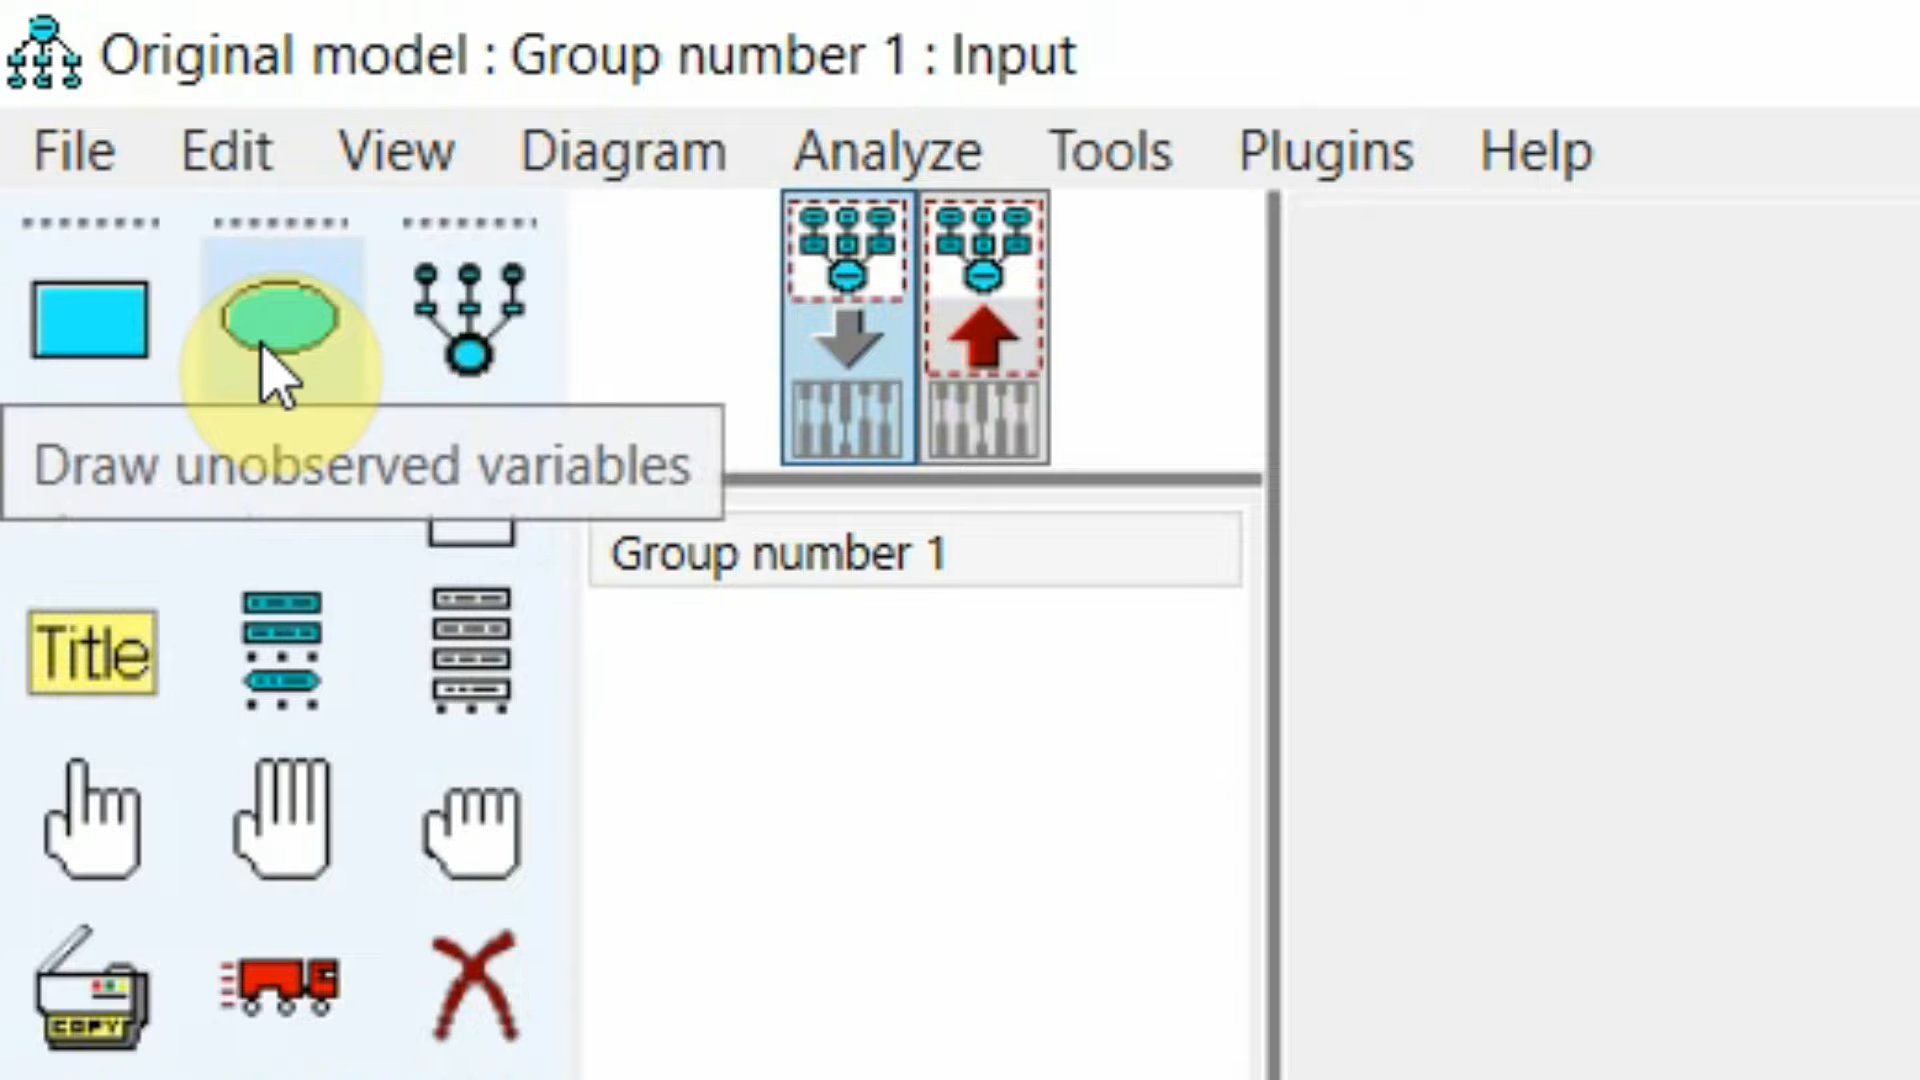 Original model : Group number 1 : Input
File Edit View Diagram Analyze Tools Plugins Help
Draw unobserved variables
Group number 1
Title
COPY